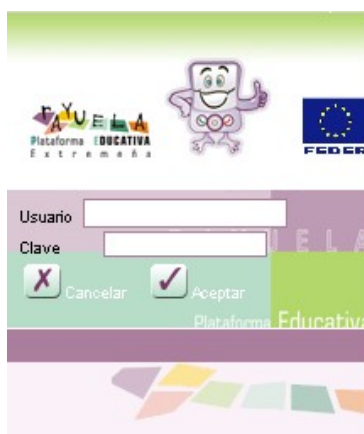 rAYUELA
Plataforma EDUCATIVA
Extremeña
FEDER
Usuario
Clave
Cancelar
Aceptar
Plataforma Educativa